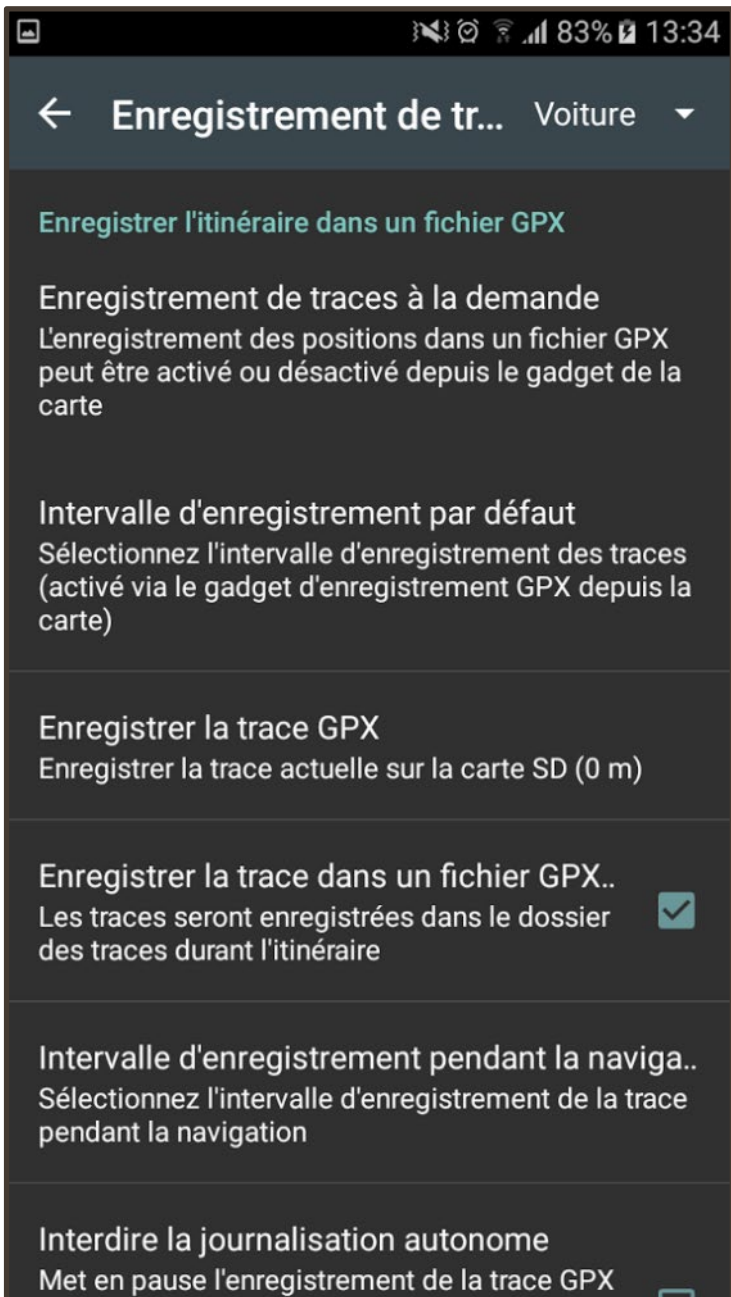 83% 13:34
Enregistrement de tr... Voiture
Enregistrer l'itinéraire dans un fichier GPX
Enregistrement de traces à la demande
L'enregistrement des positions dans un fichier GPX
peut être activé ou désactivé depuis le gadget de la
carte
Intervalle d'enregistrement par défaut
Sélectionnez l'intervalle d'enregistrement des traces
(activé via le gadget d'enregistrement GPX depuis la
carte)
Enregistrer la trace GPX
Enregistrer la trace actuelle sur la carte SD (0 m)
Enregistrer la trace dans un fichier GPX..
Les traces seront enregistrées dans le dossier
des traces durant l'itinéraire
Intervalle d'enregistrement pendant la naviga..
Sélectionnez l'intervalle d'enregistrement de la trace
pendant la navigation
Interdire la journalisation autonome
Met en pause l'enregistrement de la trace GPX